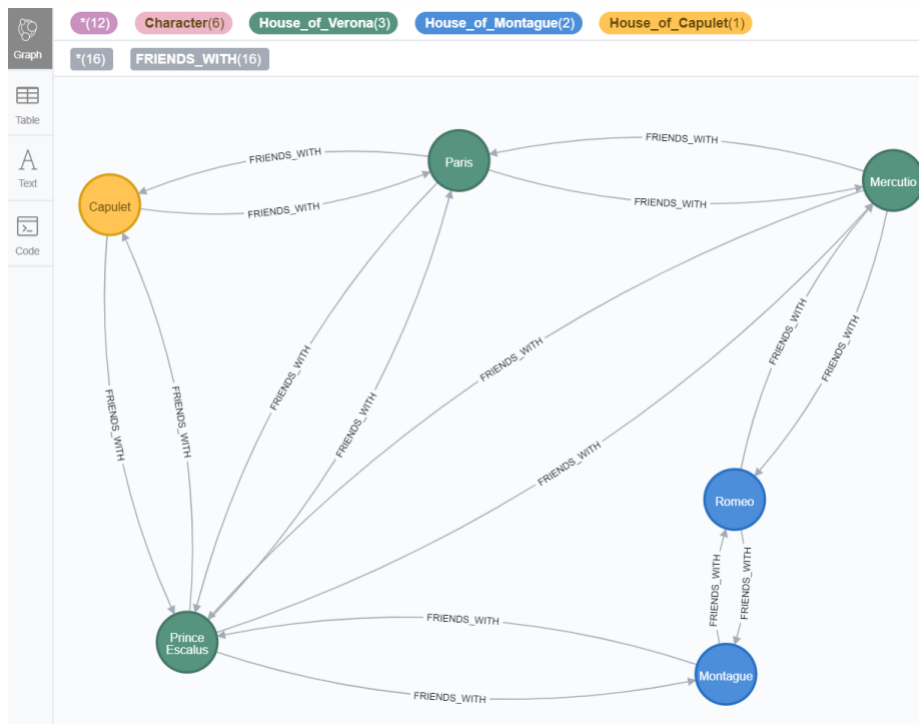 *(12) Character(6) House_of_Verona(3) House_of_Montague(2) House_of_Capulet(1)
*(16) FRIENDS_WITH(16)
Graph
Table
Text
Code
FRIENDS_WITH
Paris
FRIENDS_WITH
Mercutio
Capulet
FRIENDS_WITH
FRIENDS_WITH
FRIENDS_WITH
FRIENDS_WITH
FRIENDS_WITH
FRIENDS_WITH
FRIENDS_WITH
FRIENDS_WITH
FRIENDS_WITH
FRIENDS_WITH
FRIENDS_WITH
Romeo
FRIENDS_WITH
FRIENDS_WITH
FRIENDS_WITH
Prince
Escalus
Montague
FRIENDS_WITH